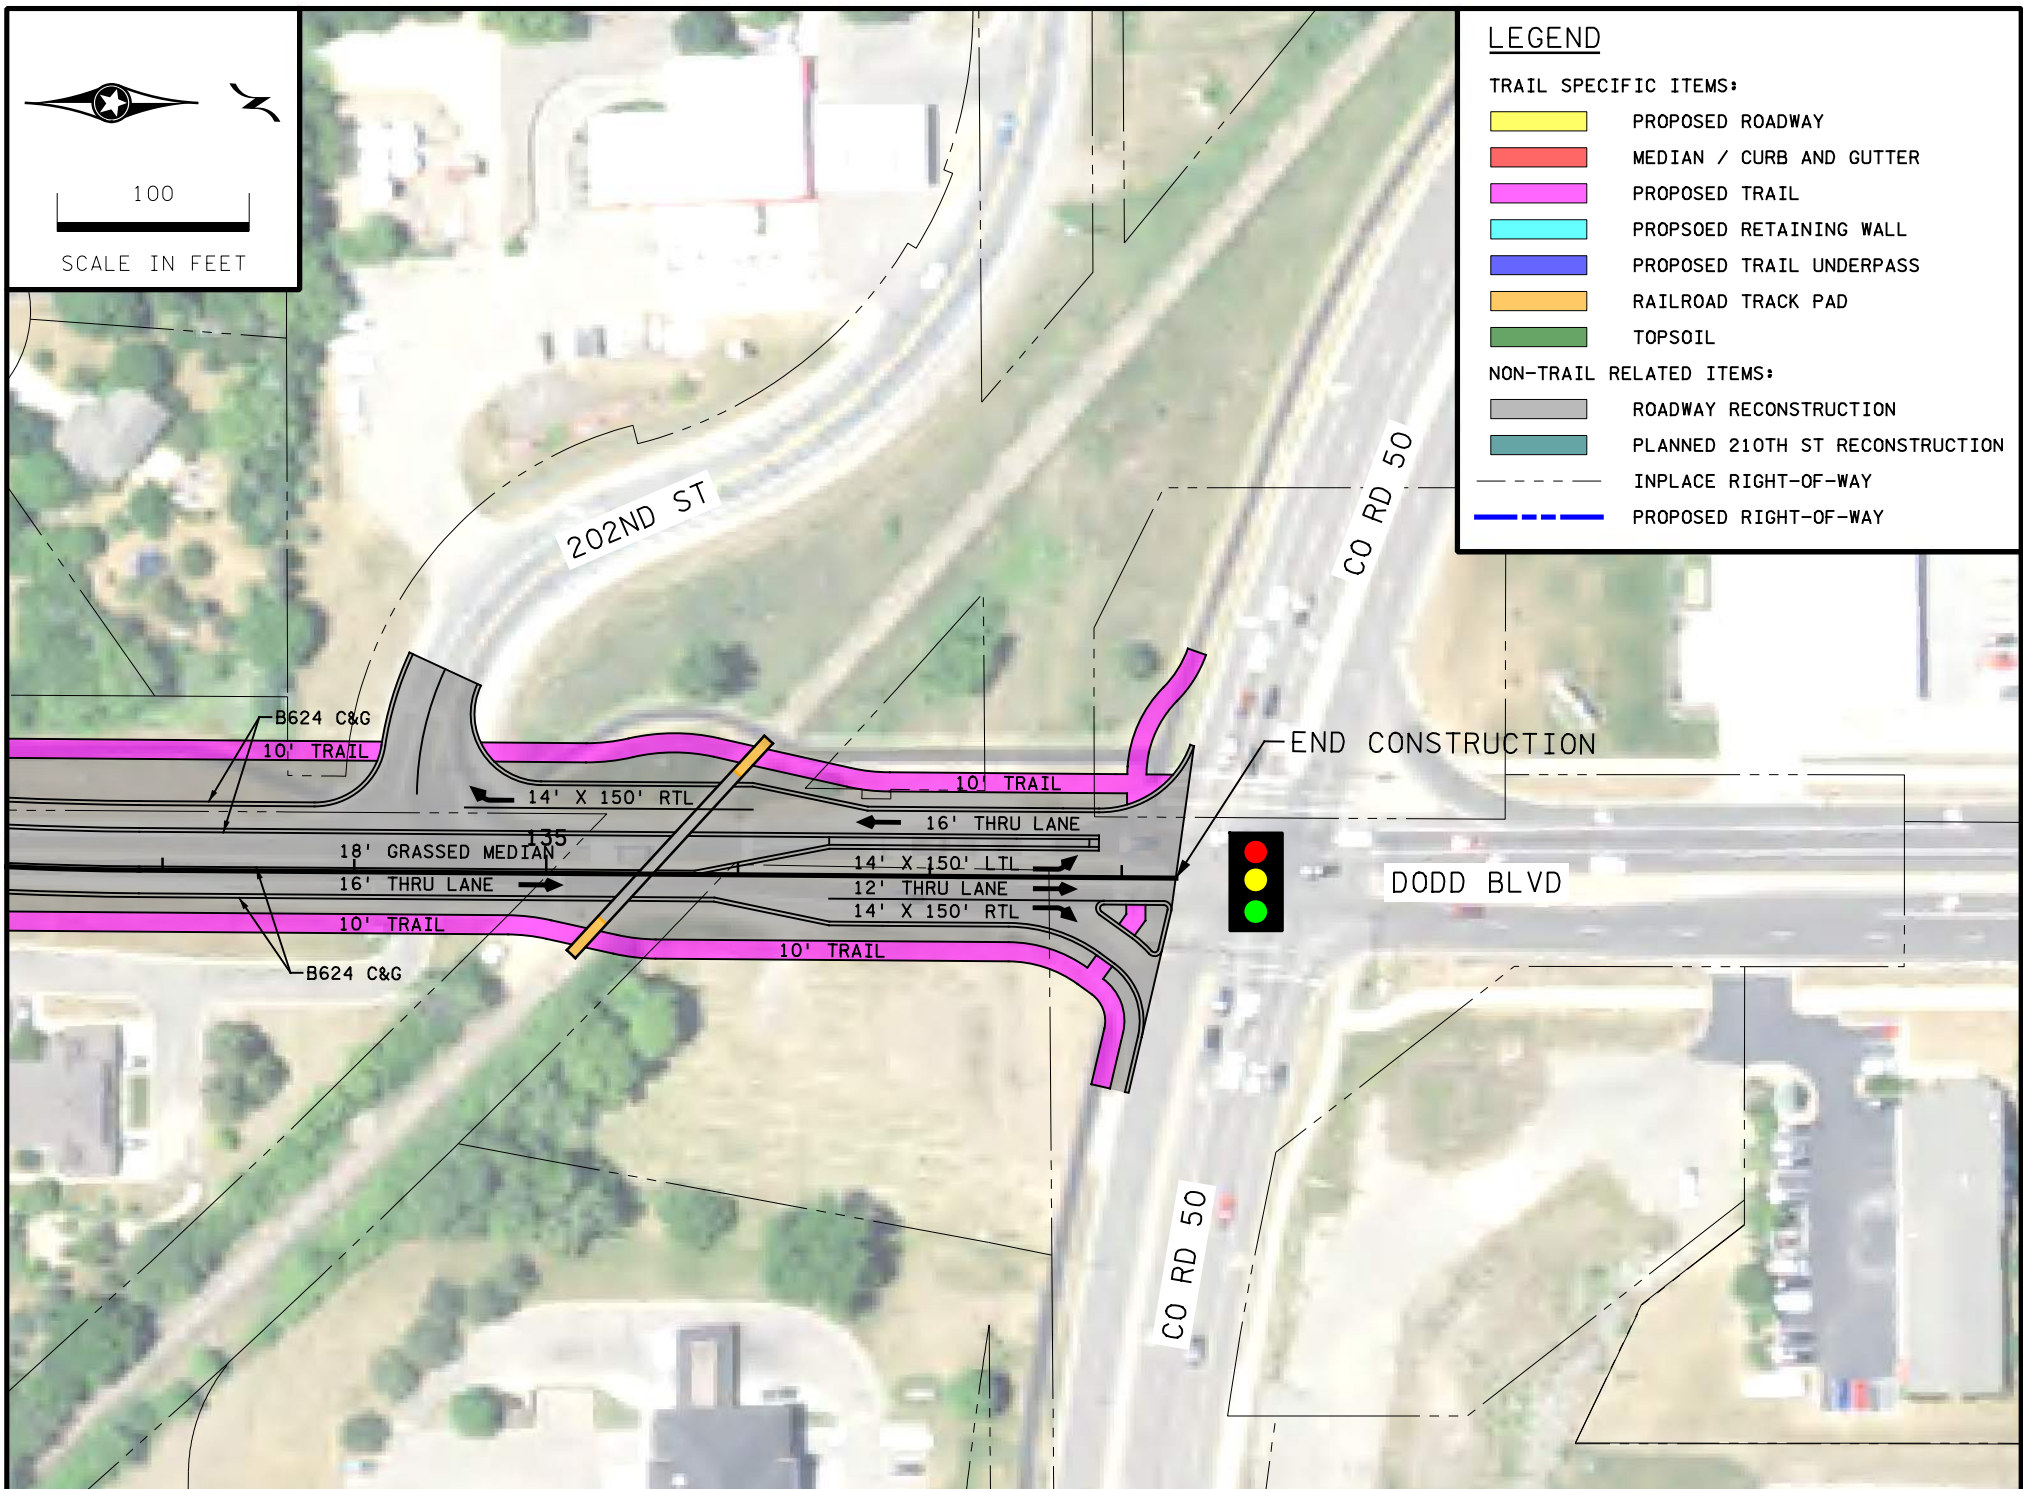 N
100
SCALE IN FEET
LEGEND
TRAIL SPECIFIC ITEMS:
PROPOSED ROADWAY
MEDIAN / CURB AND GUTTER
PROPOSED TRAIL
PROPSOED RETAINING WALL
PROPOSED TRAIL UNDERPASS
RAILROAD TRACK PAD
TOPSOIL
NON-TRAIL RELATED ITEMS:
ROADWAY RECONSTRUCTION
PLANNED 210TH ST RECONSTRUCTION
INPLACE RIGHT-OF-WAY
PROPOSED RIGHT-OF-WAY
202ND ST
CO RD 50
B624 C&G
10' TRAIL
END CONSTRUCTION
10' TRAIL
14' X 150' RTL
16' THRU LANE
135
18' GRASSED MEDIAN
14' X 150' LTL
16' THRU LANE
12' THRU LANE
DODD BLVD
14' X 150' RTL
10' TRAIL
10' TRAIL
B624 C&G
CO RD 50